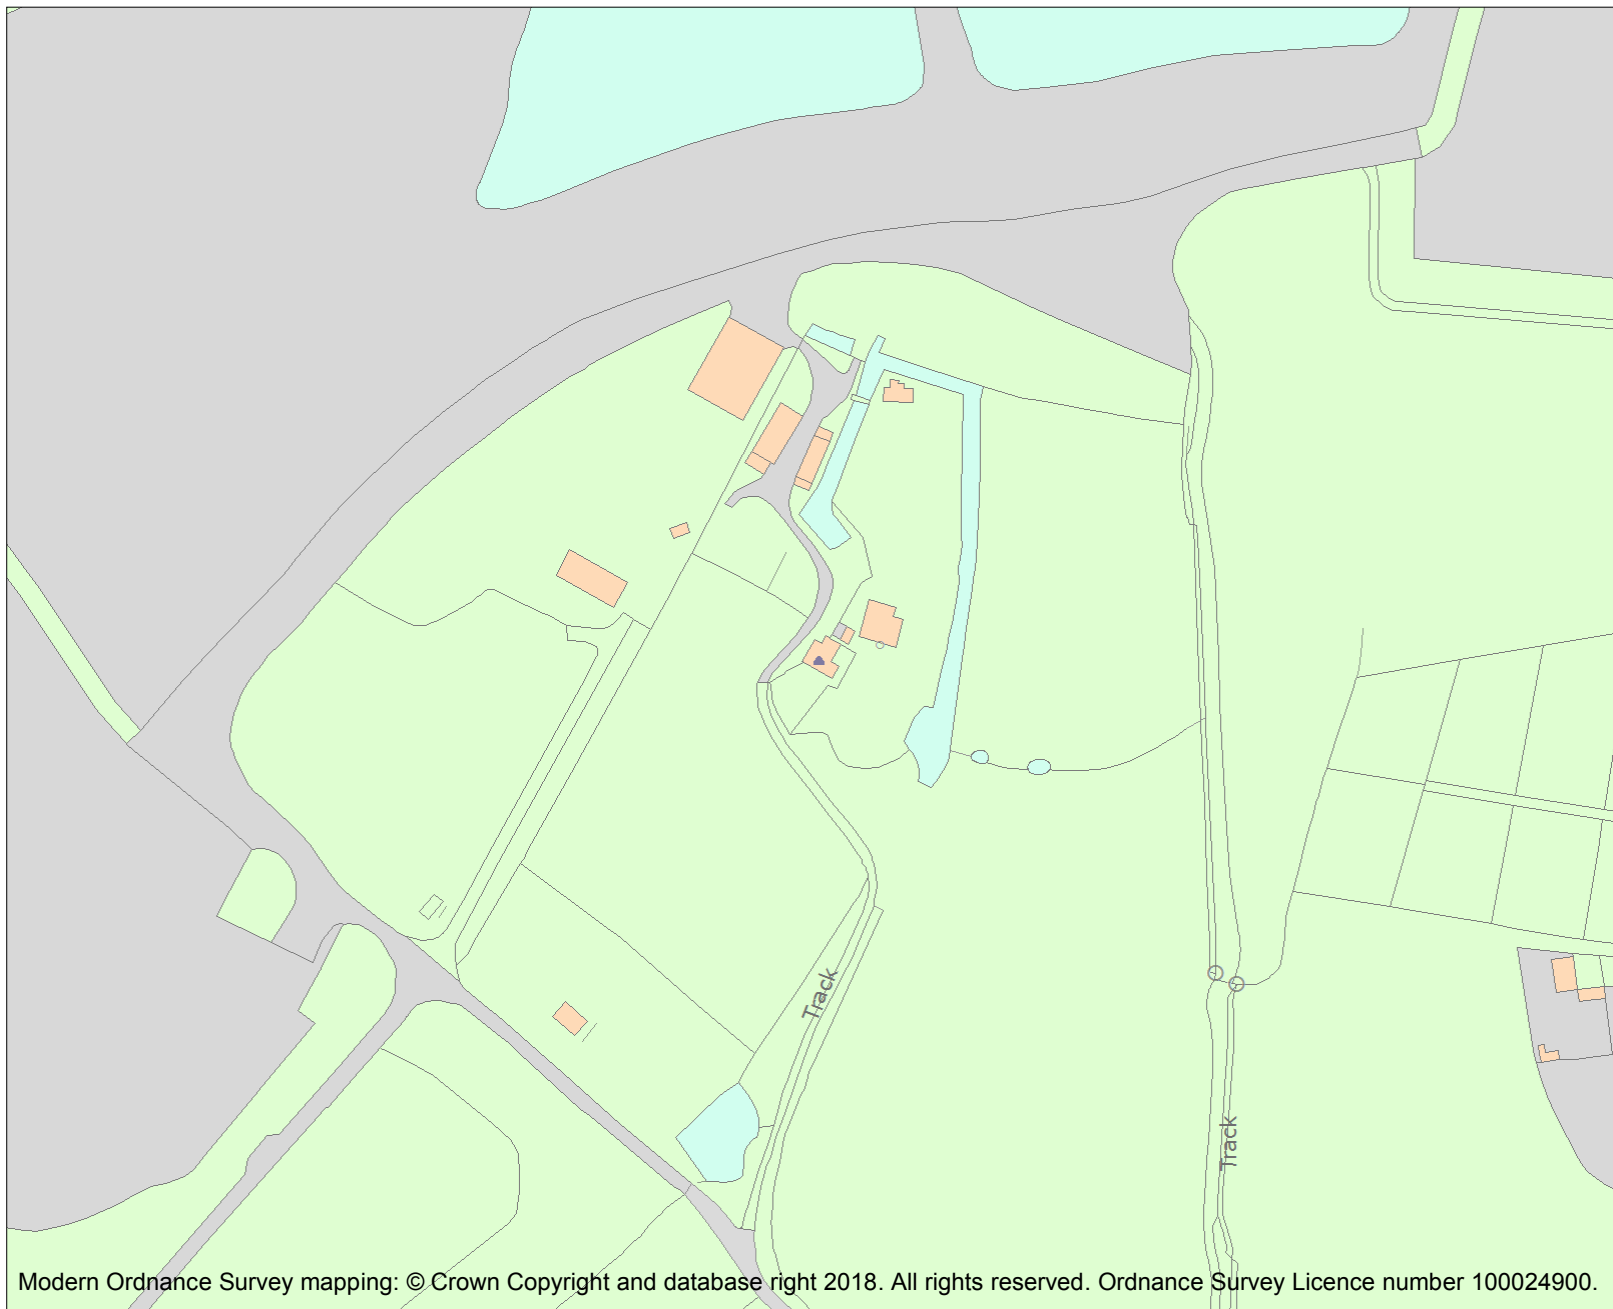 Track
Track
Modern Ordnance Survey mapping: © Crown Copyright and database right 2018. All rights reserved. Ordnance Survey Licence number 100024900.